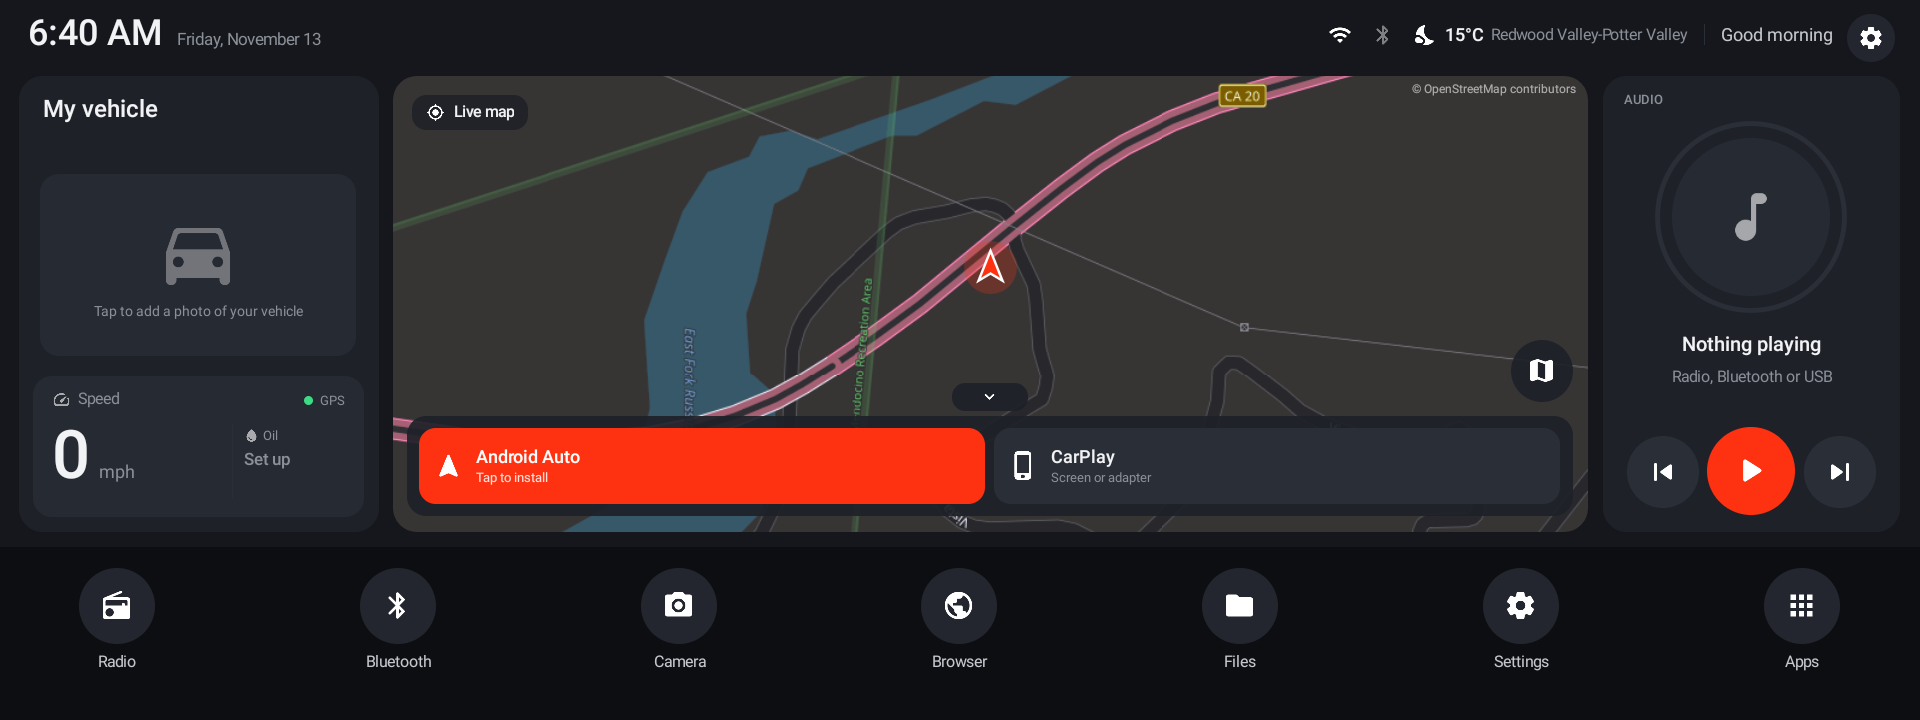 6:40 AM
Friday, November 13
15°C
Redwood Valley-Potter Valley
Good morning
My vehicle
Tap to add a photo of your vehicle
Speed
GPS
0 mph
Oil
Set up
Live map
CA 20
© OpenStreetMap contributors
East Fork Russ
ndocino Recreation Area
Android Auto
Tap to install
CarPlay
Screen or adapter
AUDIO
Nothing playing
Radio, Bluetooth or USB
Radio
Bluetooth
Camera
Browser
Files
Settings
Apps